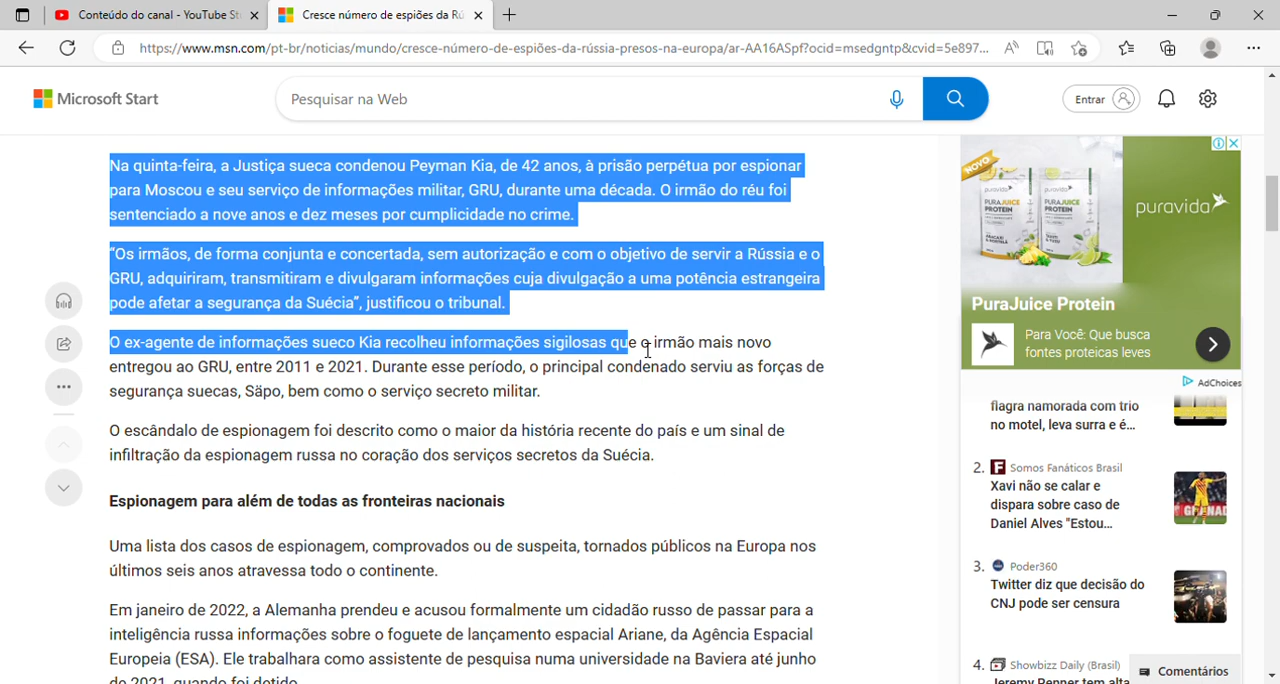 Conteúdo do canal - YouTube St
Cresce número de espiões da Rú
https://www.msn.com/pt-br/noticias/mundo/cresce-número-de-espiões-da-rússia-presos-na-europa/ar-AA16ASpf?ocid=msedgntp&cvid=5e897...
Microsoft Start
Pesquisar na Web
Entrar
Na quinta-feira, a Justiça sueca condenou Peyman Kia, de 42 anos, à prisão perpétua por espionar
para Moscou e seu serviço de informações militar, GRU, durante uma década. O irmão do réu foi
sentenciado a nove anos e dez meses por cumplicidade no crime.
“Os irmãos, de forma conjunta e concertada, sem autorização e com o objetivo de servir a Rússia e o
GRU, adquiriram, transmitiram e divulgaram informações cuja divulgação a uma potência estrangeira
pode afetar a segurança da Suécia”, justificou o tribunal.
O ex-agente de informações sueco Kia recolheu informações sigilosas que o irmão mais novo
entregou ao GRU, entre 2011 e 2021. Durante esse período, o principal condenado serviu as forças de
segurança suecas, Säpo, bem como o serviço secreto militar.
O escândalo de espionagem foi descrito como o maior da história recente do país e um sinal de
infiltração da espionagem russa no coração dos serviços secretos da Suécia.
Espionagem para além de todas as fronteiras nacionais
Uma lista dos casos de espionagem, comprovados ou de suspeita, tornados públicos na Europa nos
últimos seis anos atravessa todo o continente.
Em janeiro de 2022, a Alemanha prendeu e acusou formalmente um cidadão russo de passar para a
inteligência russa informações sobre o foguete de lançamento espacial Ariane, da Agência Espacial
Europeia (ESA). Ele trabalhara como assistente de pesquisa numa universidade na Baviera até junho
de 2021, quando foi detido.
NOVO
puravida
PURAJUICE
PROTEIN
PURAJUICE
PROTEIN
puravida
PuraJuice Protein
Para Você: Que busca
fontes proteicas leves
AdChoices
flagra namorada com trio
no motel, leva surra e é...
2. Somos Fanáticos Brasil
Xavi não se calar e
dispara sobre caso de
Daniel Alves "Estou...
3. Poder360
Twitter diz que decisão do
CNJ pode ser censura
4. Showbizz Daily (Brasil)
Jeremy Renner tem alta
Comentários